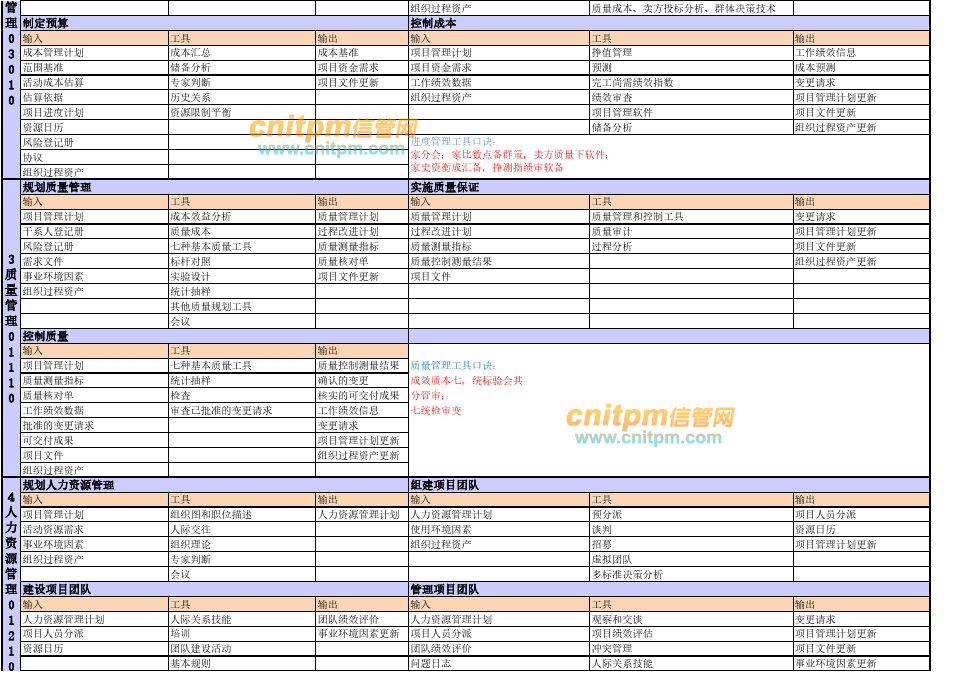 管 组织过程资产 质量成本、卖方投标分析、群体决策技术
理 制定预算 控制成本
0 输入 工具 输出 输入 工具 输出
3 成本管理计划 成本汇总 成本基准 项目管理计划 挣值管理 工作绩效信息
0 范围基准 储备分析 项目资金需求 项目资金需求 预测 成本预测
1 活动成本估算 专家判断 项目文件更新 工作绩效数据 完工尚需绩效指数 变更请求
0 估算依据 历史关系 组织过程资产 绩效审查 项目管理计划更新
项目进度计划 资源限制平衡 项目管理软件 项目文件更新
资源日历 储备分析 组织过程资产更新
cnitpm信管网
www.cnitpm.com
风险登记册 进度管理工具口诀:
协议 家分会; 家比数点备群策, 卖方质量下软件;
组织过程资产 家史资衡成汇备, 挣测指绩审软备
规划质量管理 实施质量保证
输入 工具 输出 输入 工具 输出
项目管理计划 成本效益分析 质量管理计划 质量管理计划 质量管理和控制工具 变更请求
干系人登记册 质量成本 过程改进计划 过程改进计划 质量审计 项目管理计划更新
风险登记册 七种基本质量工具 质量测量指标 质量测量指标 过程分析 项目文件更新
3 需求文件 标杆对照 质量核对单 质量控制测量结果 组织过程资产更新
质 事业环境因素 实验设计 项目文件更新 项目文件
量 组织过程资产 统计抽样
管 其他质量规划工具
理 会议
0 控制质量
1 输入 工具 输出
1 项目管理计划 七种基本质量工具 质量控制测量结果 质量管理工具口诀:
1 质量测量指标 统计抽样 确认的变更 成效质本七, 统标验会其
0 质量核对单 检查 核实的可交付成果 分管审;
工作绩效数据 审查已批准的变更请求 工作绩效信息 七统检审变
cnitpm信管网
www.cnitpm.com
批准的变更请求 变更请求
可交付成果 项目管理计划更新
项目文件 组织过程资产更新
组织过程资产
规划人力资源管理 组建项目团队
4 输入 工具 输出 输入 工具 输出
人 项目管理计划 组织图和职位描述 人力资源管理计划 人力资源管理计划 预分派 项目人员分派
力 活动资源需求 人际交往 使用环境因素 谈判 资源日历
资 事业环境因素 组织理论 组织过程资产 招募 项目管理计划更新
源 组织过程资产 专家判断 虚拟团队
管 会议 多标准决策分析
理 建设项目团队 管理项目团队
0 输入 工具 输出 输入 工具 输出
1 人力资源管理计划 人际关系技能 团队绩效评价 人力资源管理计划 观察和交谈 变更请求
2 项目人员分派 培训 事业环境因素更新 项目人员分派 项目绩效评估 项目管理计划更新
1 资源日历 团队建设活动 团队绩效评价 冲突管理 项目文件更新
0 基本规则 问题日志 人际关系技能 事业环境因素更新